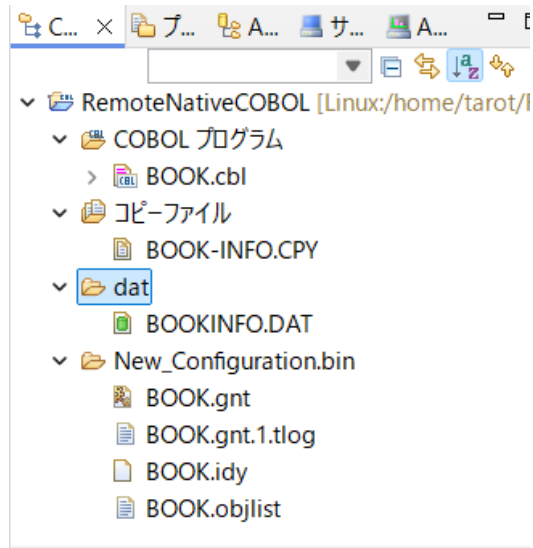 C... プ... A... サ... A...
RemoteNativeCOBOL [Linux:/home/tarot/
COBOL プログラム
BOOK.cbl
コピーファイル
BOOK-INFO.CPY
dat
BOOKINFO.DAT
New_Configuration.bin
BOOK.gnt
BOOK.gnt.1.tlog
BOOK.idy
BOOK.objlist